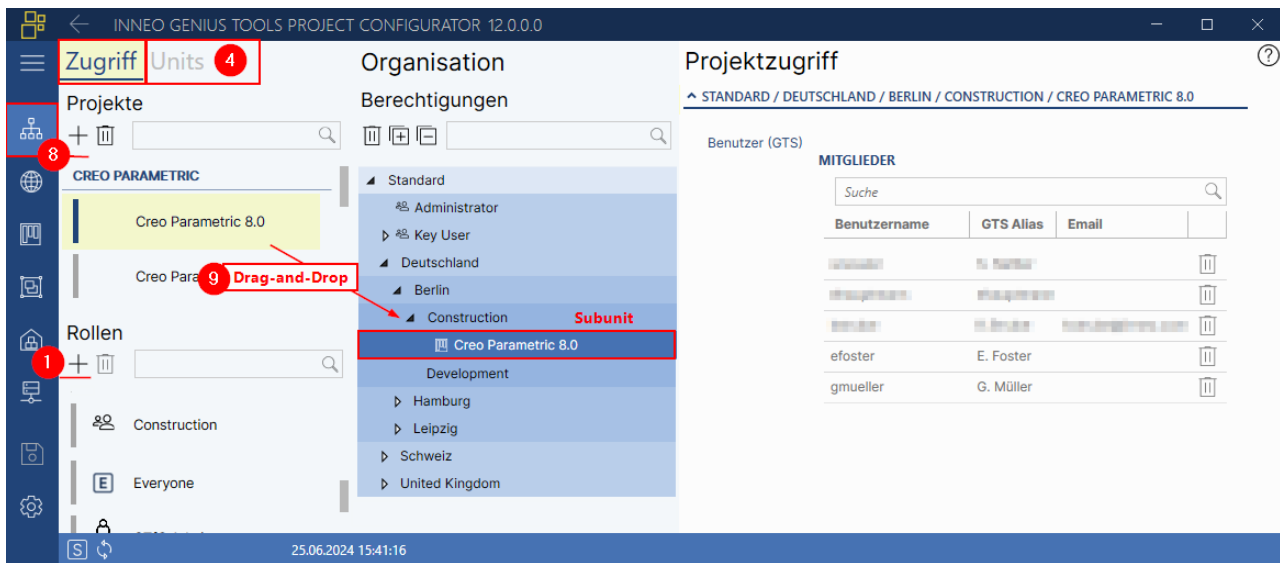 INNEO GENIUS TOOLS PROJECT CONFIGURATOR 12.0.0.0
Zugriff Units 4
Projekte
8
CREO PARAMETRIC
Creo Parametric 8.0
Creo Para
9 Drag-and-Drop
Rollen
1
Construction
E Everyone
Organisation
Berechtigungen
Standard
Administrator
Key User
Deutschland
Berlin
Construction Subunit
Creo Parametric 8.0
Development
Hamburg
Leipzig
Schweiz
United Kingdom
Projektzugriff
?
STANDARD / DEUTSCHLAND / BERLIN / CONSTRUCTION / CREO PARAMETRIC 8.0
Benutzer (GTS)
MITGLIEDER
Suche
Benutzername GTS Alias Email
efoster E. Foster
gmueller G. Müller
S 25.06.2024 15:41:16